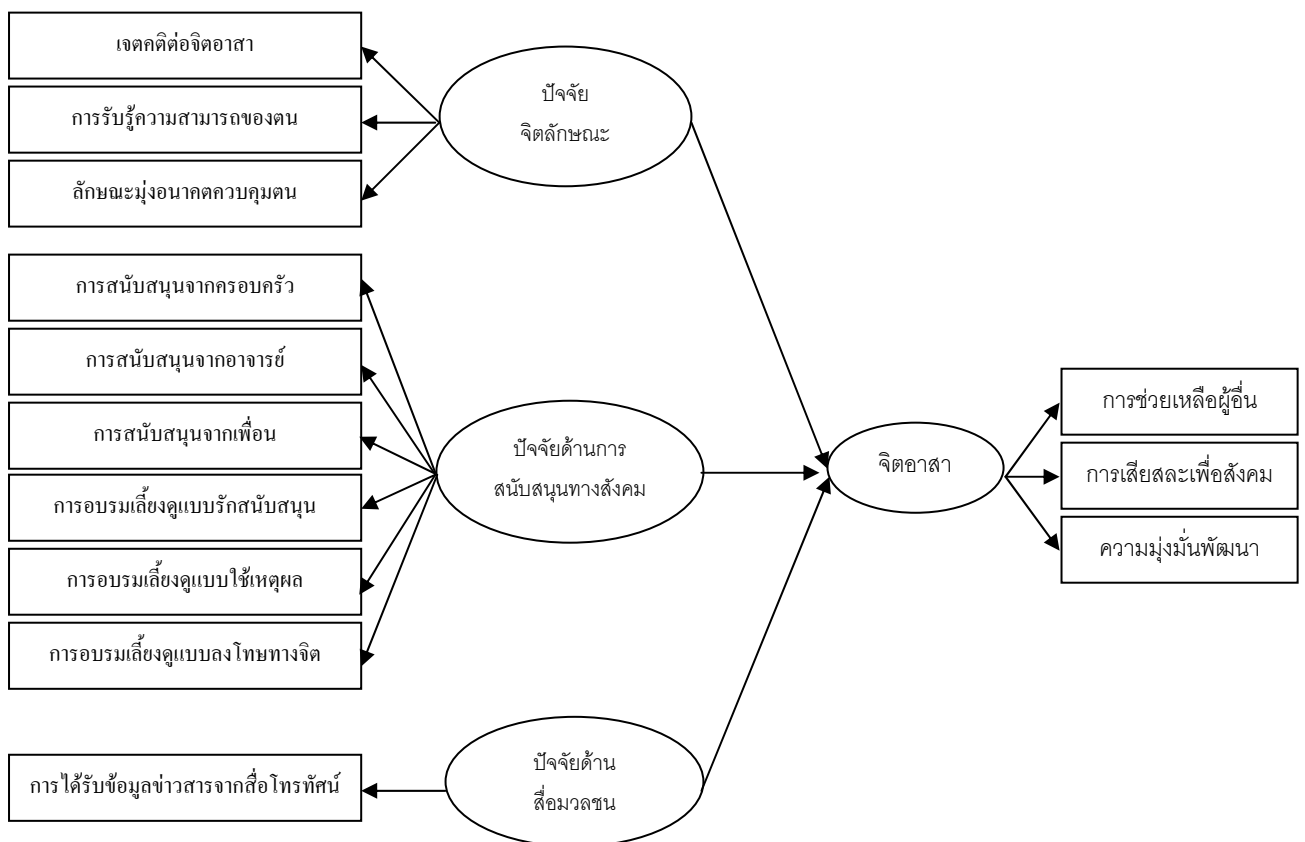 เจตคติต่อจิตอาสา
การรับรู้ความสามารถของตน
ลักษณะมุ่งอนาคตควบคุมตน
ปัจจัย
จิตลักษณะ
การสนับสนุนจากครอบครัว
การสนับสนุนจากอาจารย์
การสนับสนุนจากเพื่อน
การอบรมเลี้ยงดูแบบรักสนับสนุน
การอบรมเลี้ยงดูแบบใช้เหตุผล
การอบรมเลี้ยงดูแบบลงโทษทางจิต
ปัจจัยด้านการ
สนับสนุนทางสังคม
การได้รับข้อมูลข่าวสารจากสื่อโทรทัศน์
ปัจจัยด้าน
สื่อมวลชน
จิตอาสา
การช่วยเหลือผู้อื่น
การเสียสละเพื่อสังคม
ความมุ่งมั่นพัฒนา